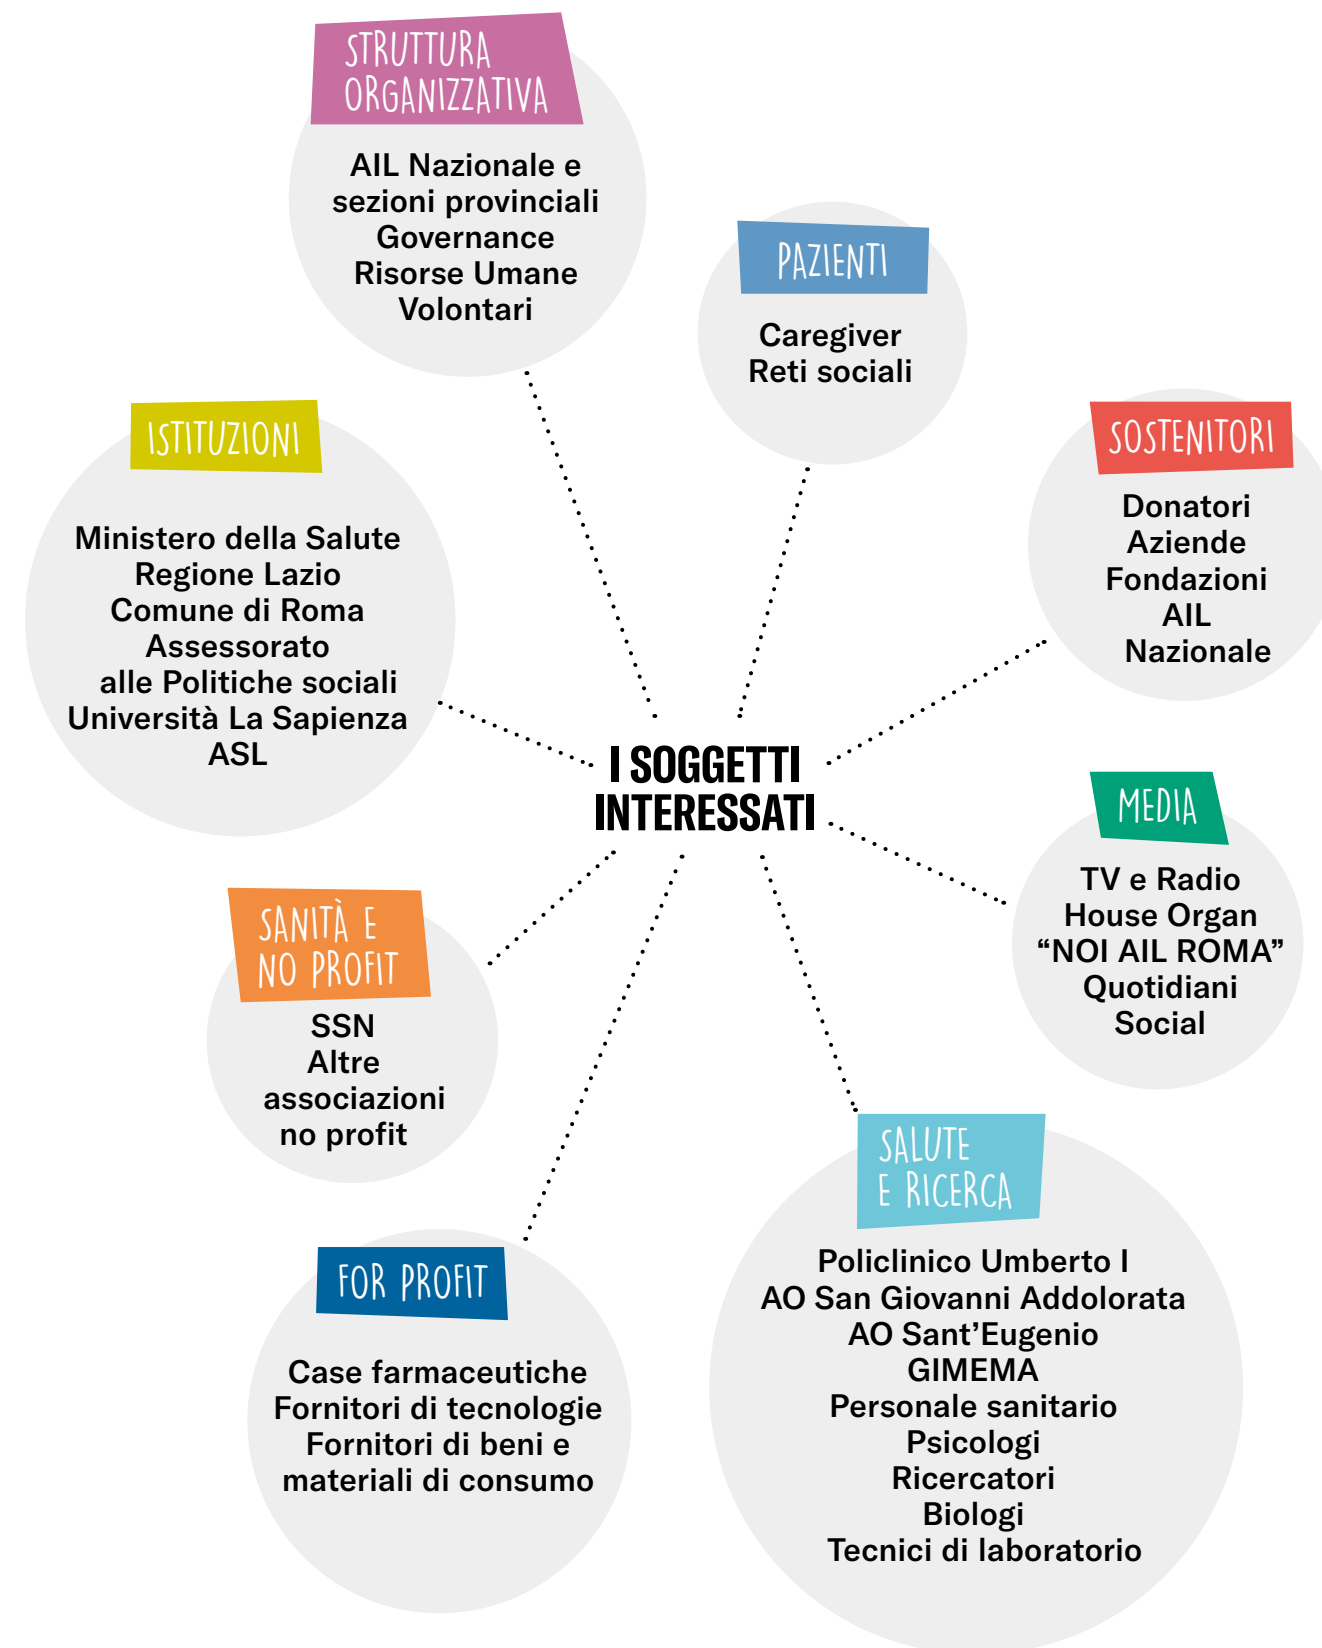 STRUTTURA
ORGANIZZATIVA
AIL Nazionale e
sezioni provinciali
Governance
Risorse Umane
Volontari
PAZIENTI
Caregiver
Reti sociali
ISTITUZIONI
Ministero della Salute
Regione Lazio
Comune di Roma
Assessorato
alle Politiche sociali
Università La Sapienza
ASL
SOSTENITORI
Donatori
Aziende
Fondazioni
AIL
Nazionale
I SOGGETTI
INTERESSATI
MEDIA
TV e Radio
House Organ
“NOI AIL ROMA”
Quotidiani
Social
SANITÀ E
NO PROFIT
SSN
Altre
associazioni
no profit
SALUTE
E RICERCA
Policlinico Umberto I
AO San Giovanni Addolorata
AO Sant’Eugenio
GIMEMA
Personale sanitario
Psicologi
Ricercatori
Biologi
Tecnici di laboratorio
FOR PROFIT
Case farmaceutiche
Fornitori di tecnologie
Fornitori di beni e
materiali di consumo